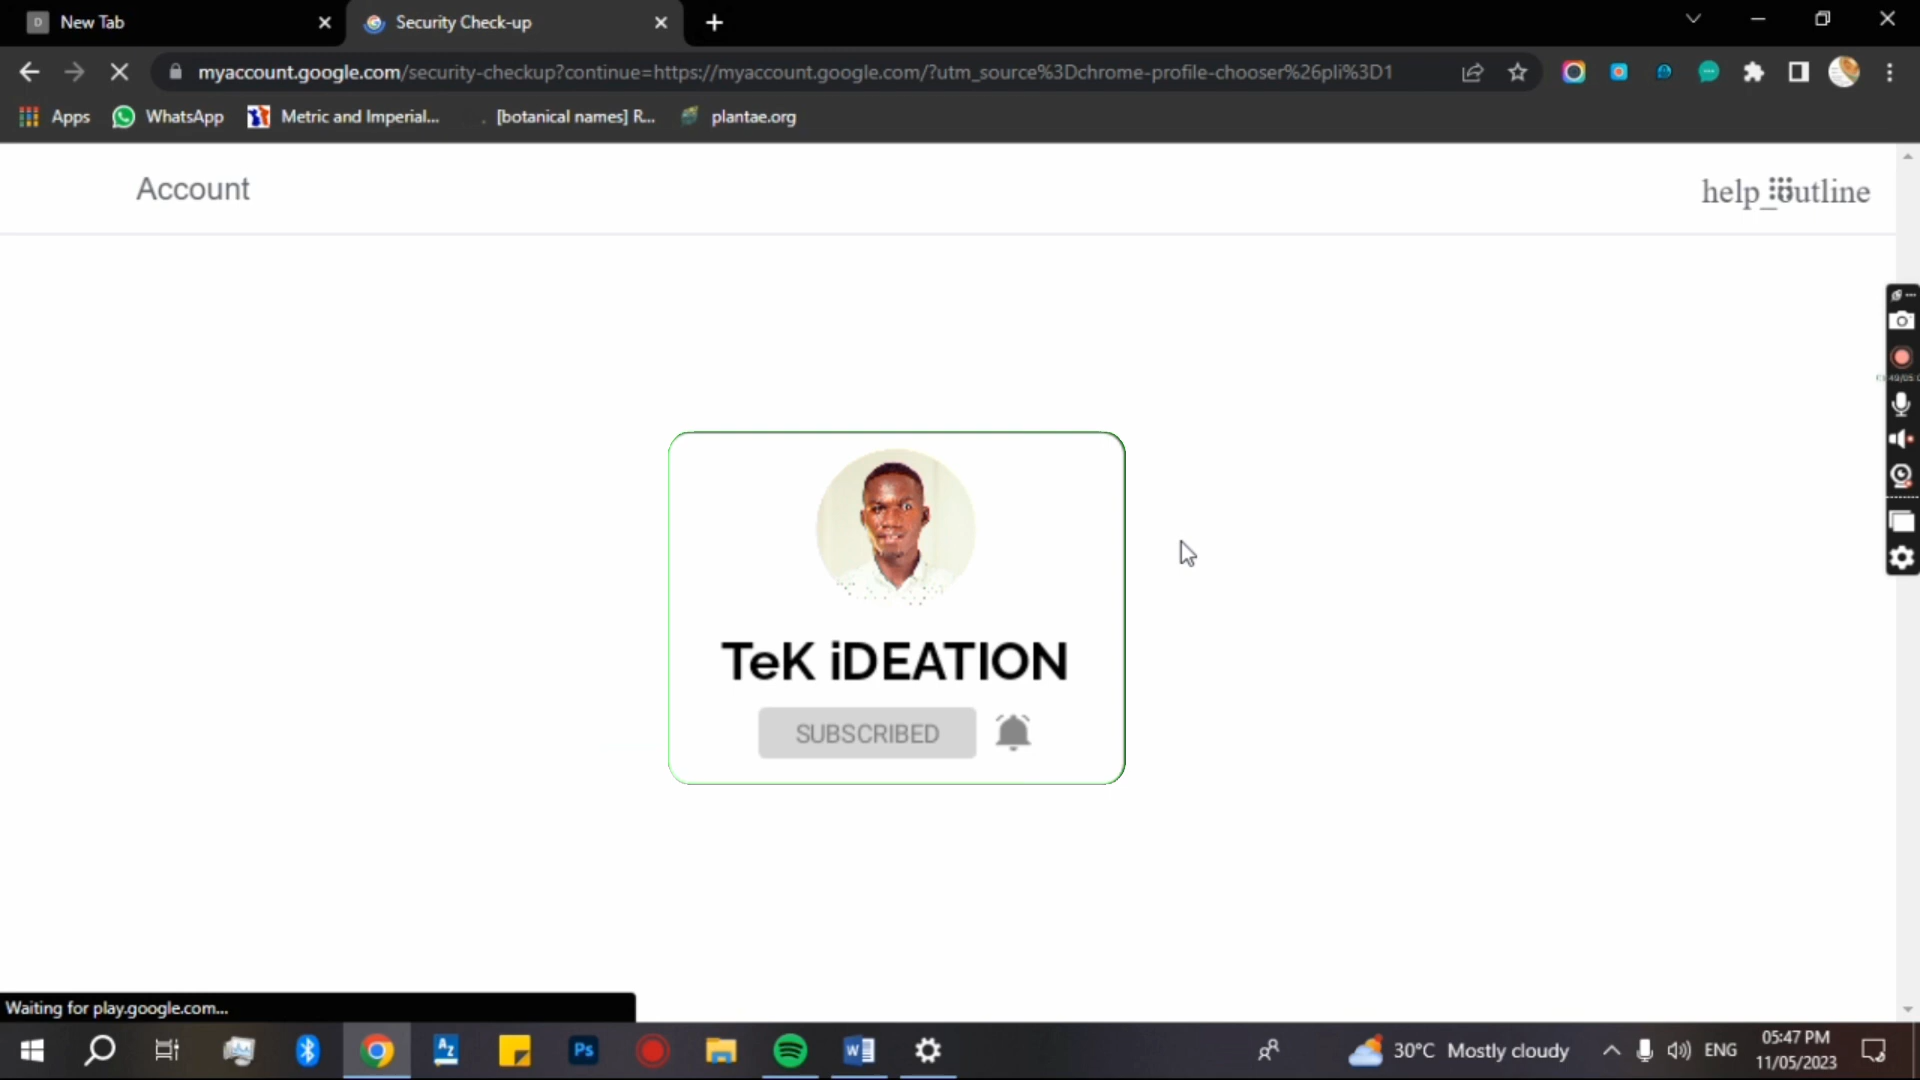 New Tab
Security Check-up
myaccount.google.com/security-checkup?continue=https://myaccount.google.com/?utm_source%3Dchrome-profile-chooser%26pli%3D1
Apps
WhatsApp
Metric and Imperial...
[botanical names] R...
plantae.org
Account
help_outline
TeK iDEATION
SUBSCRIBED
Waiting for play.google.com...
30°C Mostly cloudy
ENG
05:47 PM
11/05/2023